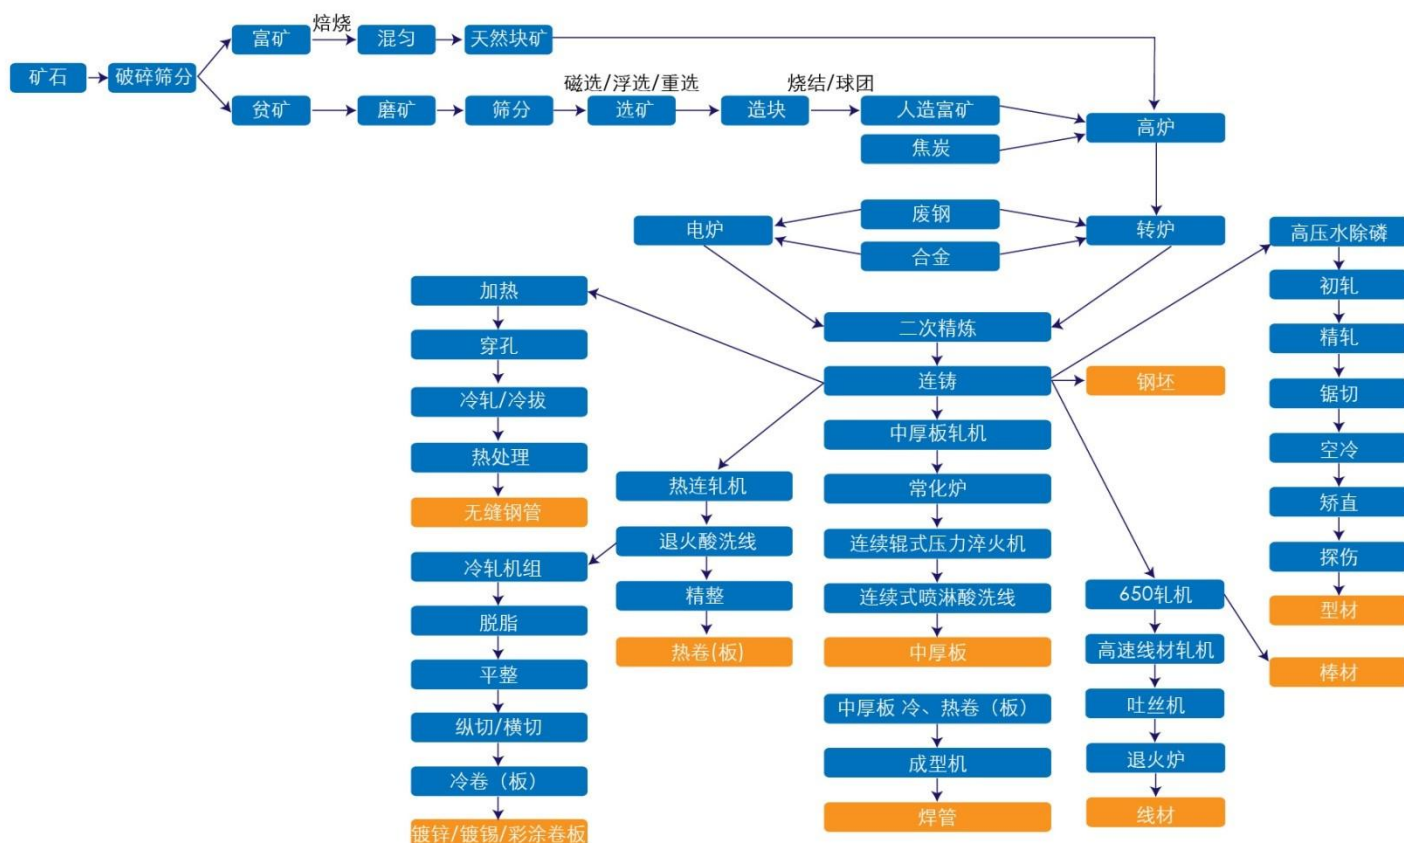 焙烧
富矿
混匀
天然块矿
矿石
破碎筛分
磁选/浮选/重选
烧结/球团
贫矿
磨矿
筛分
选矿
造块
人造富矿
高炉
焦炭
废钢
电炉
转炉
合金
高压水除磷
加热
初轧
二次精炼
穿孔
精轧
连铸
钢坯
冷轧/冷拔
锯切
中厚板轧机
热处理
空冷
热连轧机
常化炉
无缝钢管
矫直
退火酸洗线
连续辊式压力淬火机
冷轧机组
探伤
精整
连续式喷淋酸洗线
650轧机
型材
脱脂
热卷(板)
中厚板
高速线材轧机
棒材
平整
中厚板 冷、热卷（板）
吐丝机
纵切/横切
成型机
退火炉
冷卷（板）
焊管
线材
镀锌/镀锡/彩涂卷板